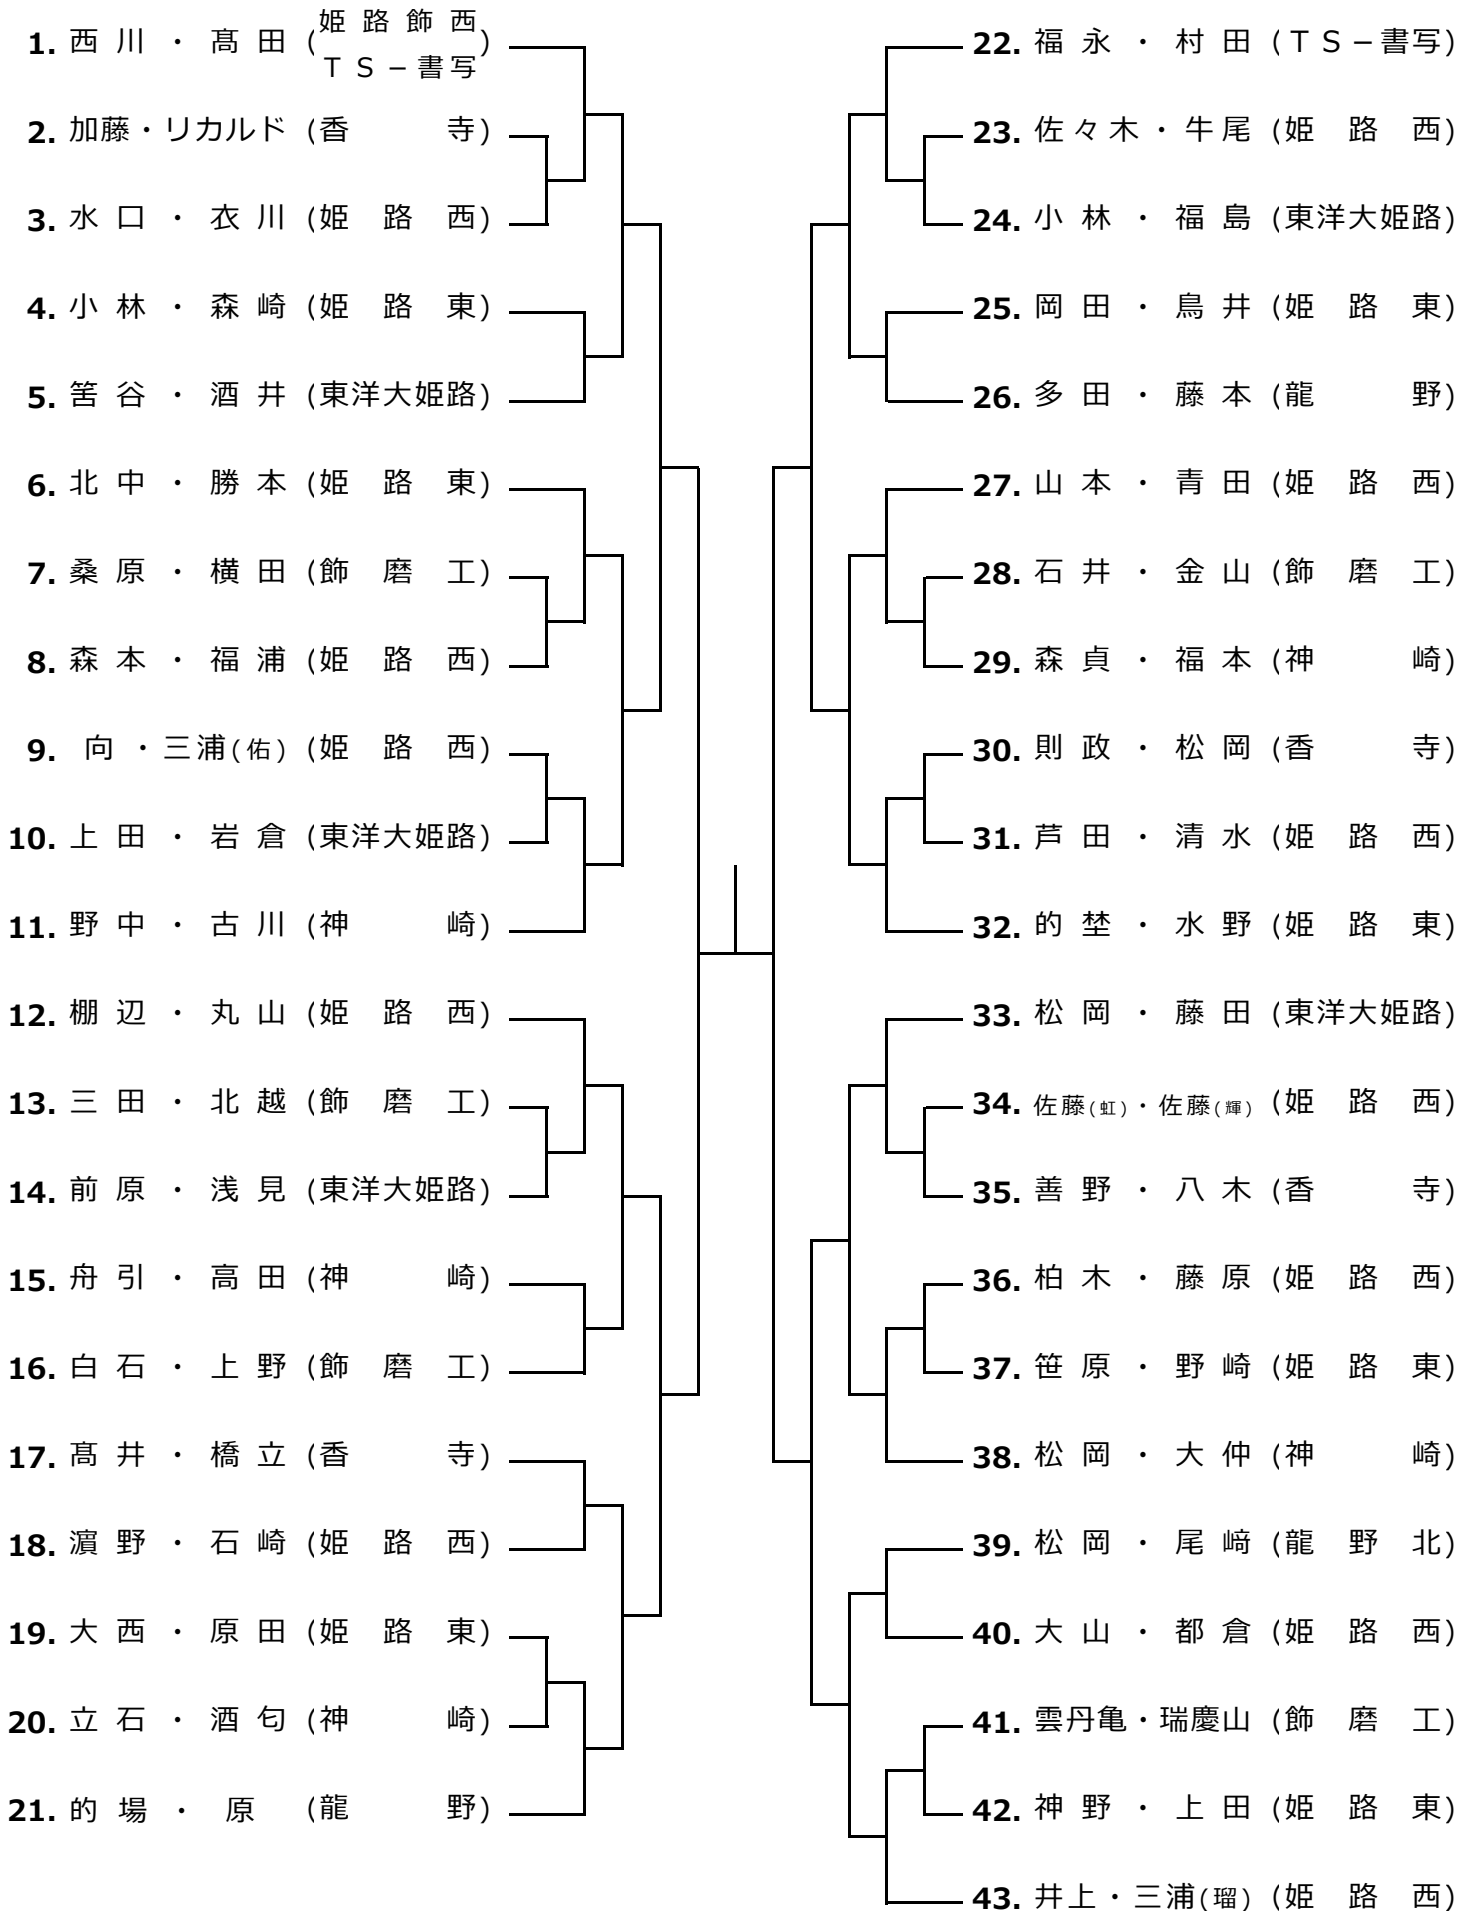 1. 西川・髙田 (姫路飾西 TS－書写)
2. 加藤・リカルド (香寺)
3. 水口・衣川 (姫路西)
4. 小林・森崎 (姫路東)
5. 筈谷・酒井 (東洋大姫路)
6. 北中・勝本 (姫路東)
7. 桑原・横田 (飾磨工)
8. 森本・福浦 (姫路西)
9. 向・三浦(佑) (姫路西)
10. 上田・岩倉 (東洋大姫路)
11. 野中・古川 (神崎)
12. 棚辺・丸山 (姫路西)
13. 三田・北越 (飾磨工)
14. 前原・浅見 (東洋大姫路)
15. 舟引・高田 (神崎)
16. 白石・上野 (飾磨工)
17. 髙井・橋立 (香寺)
18. 濵野・石崎 (姫路西)
19. 大西・原田 (姫路東)
20. 立石・酒匂 (神崎)
21. 的場・原 (龍野)
22. 福永・村田 (TS－書写)
23. 佐々木・牛尾 (姫路西)
24. 小林・福島 (東洋大姫路)
25. 岡田・鳥井 (姫路東)
26. 多田・藤本 (龍野)
27. 山本・青田 (姫路西)
28. 石井・金山 (飾磨工)
29. 森貞・福本 (神崎)
30. 則政・松岡 (香寺)
31. 芦田・清水 (姫路西)
32. 的埜・水野 (姫路東)
33. 松岡・藤田 (東洋大姫路)
34. 佐藤(虹)・佐藤(輝) (姫路西)
35. 善野・八木 (香寺)
36. 柏木・藤原 (姫路西)
37. 笹原・野崎 (姫路東)
38. 松岡・大仲 (神崎)
39. 松岡・尾﨑 (龍野北)
40. 大山・都倉 (姫路西)
41. 雲丹亀・瑞慶山 (飾磨工)
42. 神野・上田 (姫路東)
43. 井上・三浦(瑠) (姫路西)